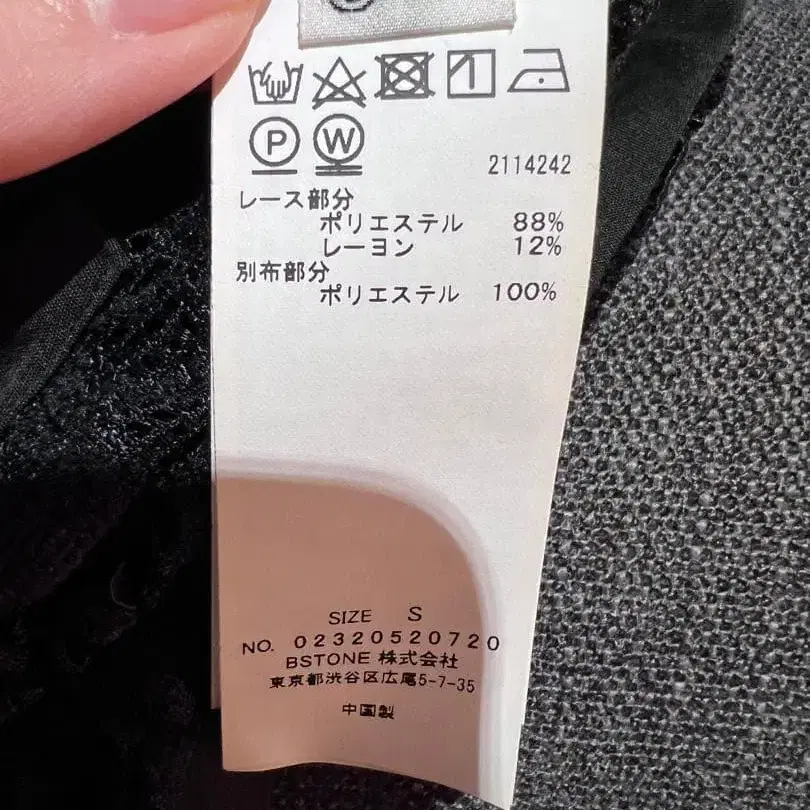 P W
2114242
レース部分
ポリエステル 88%
レーヨン 12%
別布部分
ポリエステル 100%
SIZE S
NO. 02320520720
BSTONE 株式会社
東京都渋谷区広尾5-7-35
中国製